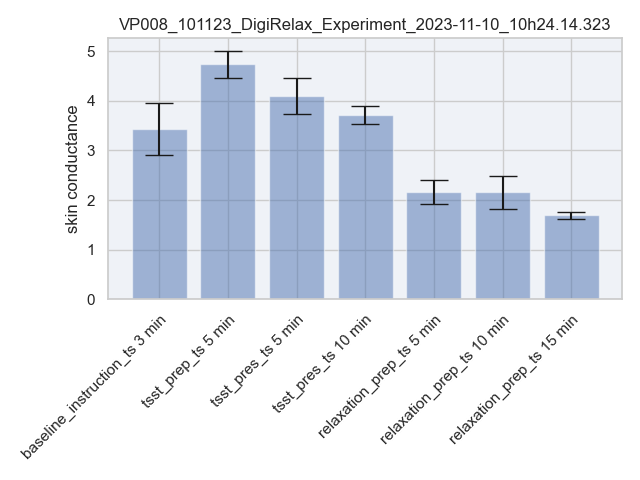 VP008_101123_DigiRelax_Experiment_2023-11-10_10h24.14.323
skin conductance
5
4
3
2
1
0
baseline_instruction_ts 3 min
tsst_prep_ts 5 min
tsst_pres_ts 5 min
tsst_pres_ts 10 min
relaxation_prep_ts 5 min
relaxation_prep_ts 10 min
relaxation_prep_ts 15 min